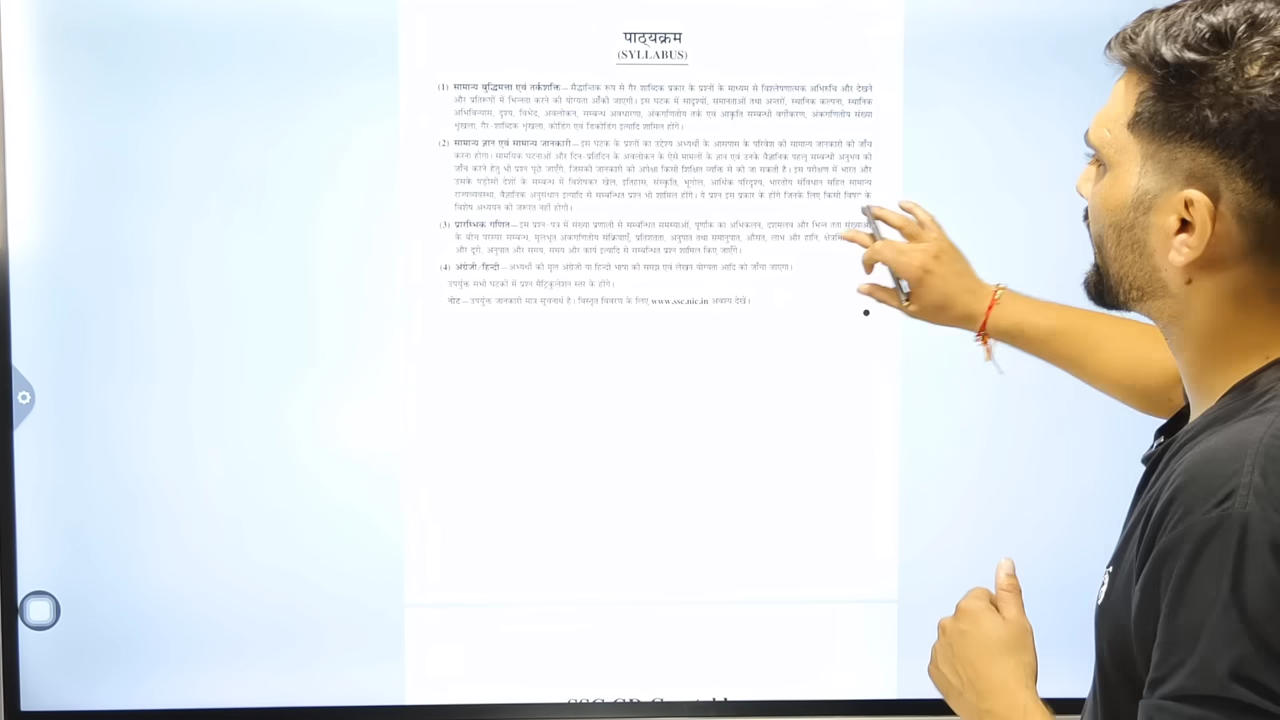 पाठ्यक्रम
(SYLLABUS)
(1) सामान्य बुद्धिमत्ता एवं तर्कशक्ति – सैद्धान्तिक रूप से गैर शाब्दिक प्रकार के प्रश्नों के माध्यम से विश्लेषणात्मक अभिरुचि और देखने
और प्रतिरूपों में भिन्नता करने की योग्यता आँकी जाएगी। इस घटक में सादृश्यों, समानताओं तथा अन्तरों, स्थानिक कल्पना, स्थानिक
अभिविन्यास, दृश्य, विभेद, अवलोकन, सम्बन्ध अवधारणा, अंकगणितीय तर्क एवं आकृति सम्बन्धी वर्गीकरण, अंकगणितीय संख्या
श्रृंखला, गैर-शाब्दिक श्रृंखला, कोडिंग एवं डिकोडिंग इत्यादि शामिल होंगे।
(2) सामान्य ज्ञान एवं सामान्य जानकारी – इस घटक के प्रश्नों का उद्देश्य अभ्यर्थी के आसपास के परिवेश की सामान्य जानकारी की जाँच
करना होगा। सामयिक घटनाओं और दिन-प्रतिदिन के अवलोकन के ऐसे मामलों के ज्ञान एवं उनके वैज्ञानिक पहलू सम्बन्धी अनुभव की
जाँच करने हेतु भी प्रश्न पूछे जाएँगे, जिसकी जानकारी की अपेक्षा किसी शिक्षित व्यक्ति से की जा सकती है। इस परीक्षण में भारत और
उसके पड़ोसी देशों के सम्बन्ध में विशेषकर खेल, इतिहास, संस्कृति, भूगोल, आर्थिक परिदृश्य, भारतीय संविधान सहित सामान्य
राज्यव्यवस्था, वैज्ञानिक अनुसंधान इत्यादि से सम्बन्धित प्रश्न भी शामिल होंगे। ये प्रश्न इस प्रकार के होंगे जिनके लिए किसी विषय के
विशेष अध्ययन की जरूरत नहीं होगी।
(3) प्रारम्भिक गणित – इस प्रश्न-पत्र में संख्या प्रणाली से सम्बन्धित समस्याओं, पूर्णांक का अभिकलन, दशमलव और भिन्न तता संख्याओं
के बीच परस्पर सम्बन्ध, मूलभूत अंकगणितीय संक्रियाएँ, प्रतिशतता, अनुपात तथा समानुपात, औसत, लाभ और हानि,
और दूरी, अनुपात और समय, समय और कार्य इत्यादि से सम्बन्धित प्रश्न शामिल किए जाएँगे।
(4) अंग्रेजी/हिन्दी – अभ्यर्थी की मूल अंग्रेजी या हिन्दी भाषा की समझ एवं लेखन योग्यता आदि को जाँचा जाएगा।
उपर्युक्त सभी घटकों में प्रश्न मैट्रिकुलेशन स्तर के होंगे।
नोट – उपर्युक्त जानकारी मात्र सूचनार्थ है। विस्तृत विवरण के लिए www.ssc.nic.in अवश्य देखें।